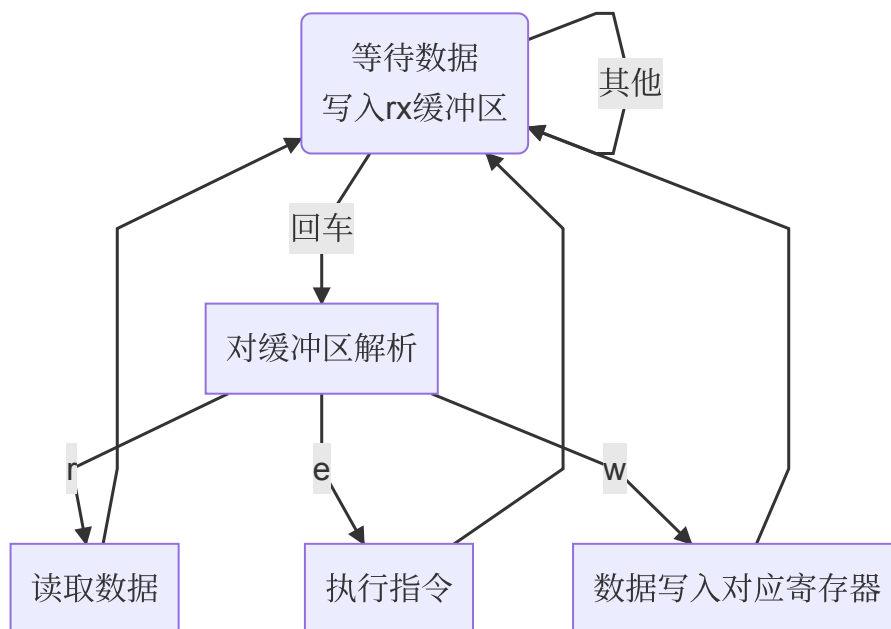 等待数据
写入rx缓冲区
其他
回车
对缓冲区解析
r
e
w
读取数据
执行指令
数据写入对应寄存器